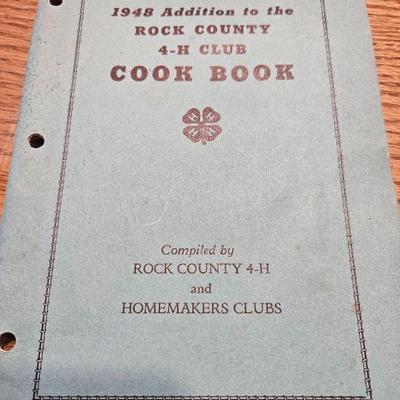 1948 Addition to the
ROCK COUNTY
4-H CLUB
COOK BOOK
H H
H H
Compiled by
ROCK COUNTY 4-H
and
HOMEMAKERS CLUBS